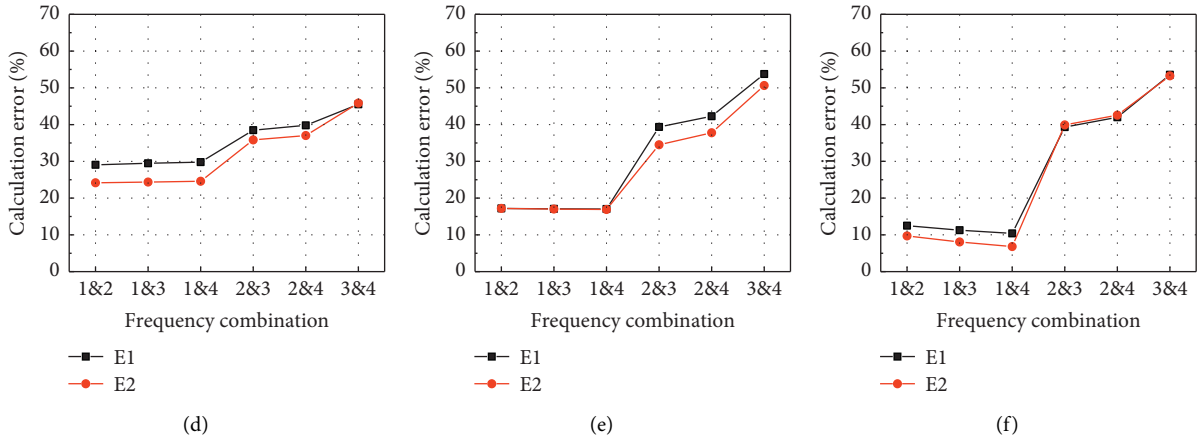 70
60
50
40
30
20
10
0
Calculation error (%)
1&2 1&3 1&4 2&3 2&4 3&4
Frequency combination
E1
E2
(d)
70
60
50
40
30
20
10
0
Calculation error (%)
1&2 1&3 1&4 2&3 2&4 3&4
Frequency combination
E1
E2
(e)
70
60
50
40
30
20
10
0
Calculation error (%)
1&2 1&3 1&4 2&3 2&4 3&4
Frequency combination
E1
E2
(f)